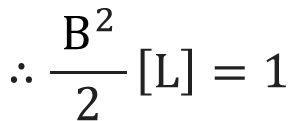 ∴ B²/2 [L] = 1